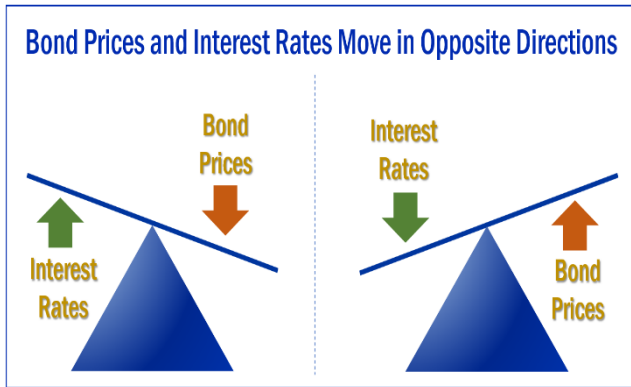 Bond Prices and Interest Rates Move in Opposite Directions
Bond
Prices
Interest
Rates
Interest
Rates
Bond
Prices